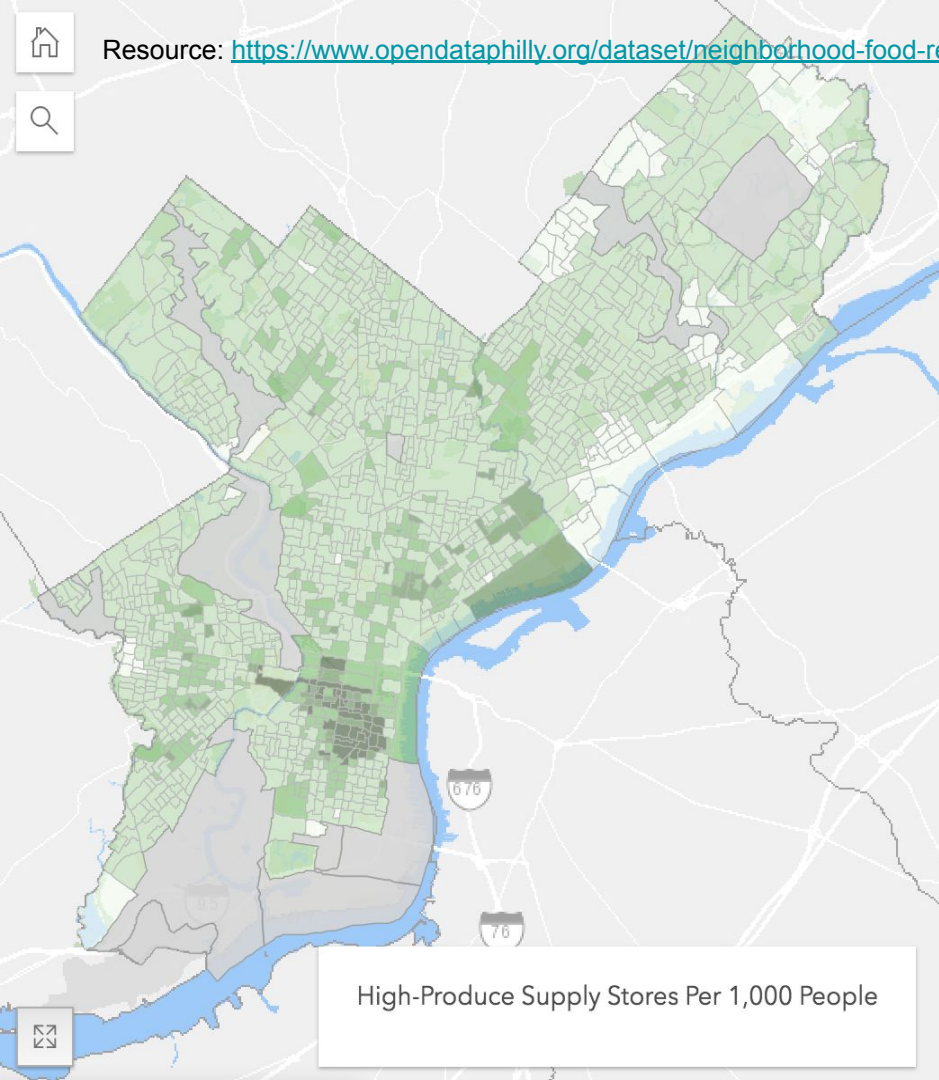 Resource: https://www.opendataphilly.org/dataset/neighborhood-food-re
676
95
76
High-Produce Supply Stores Per 1,000 People